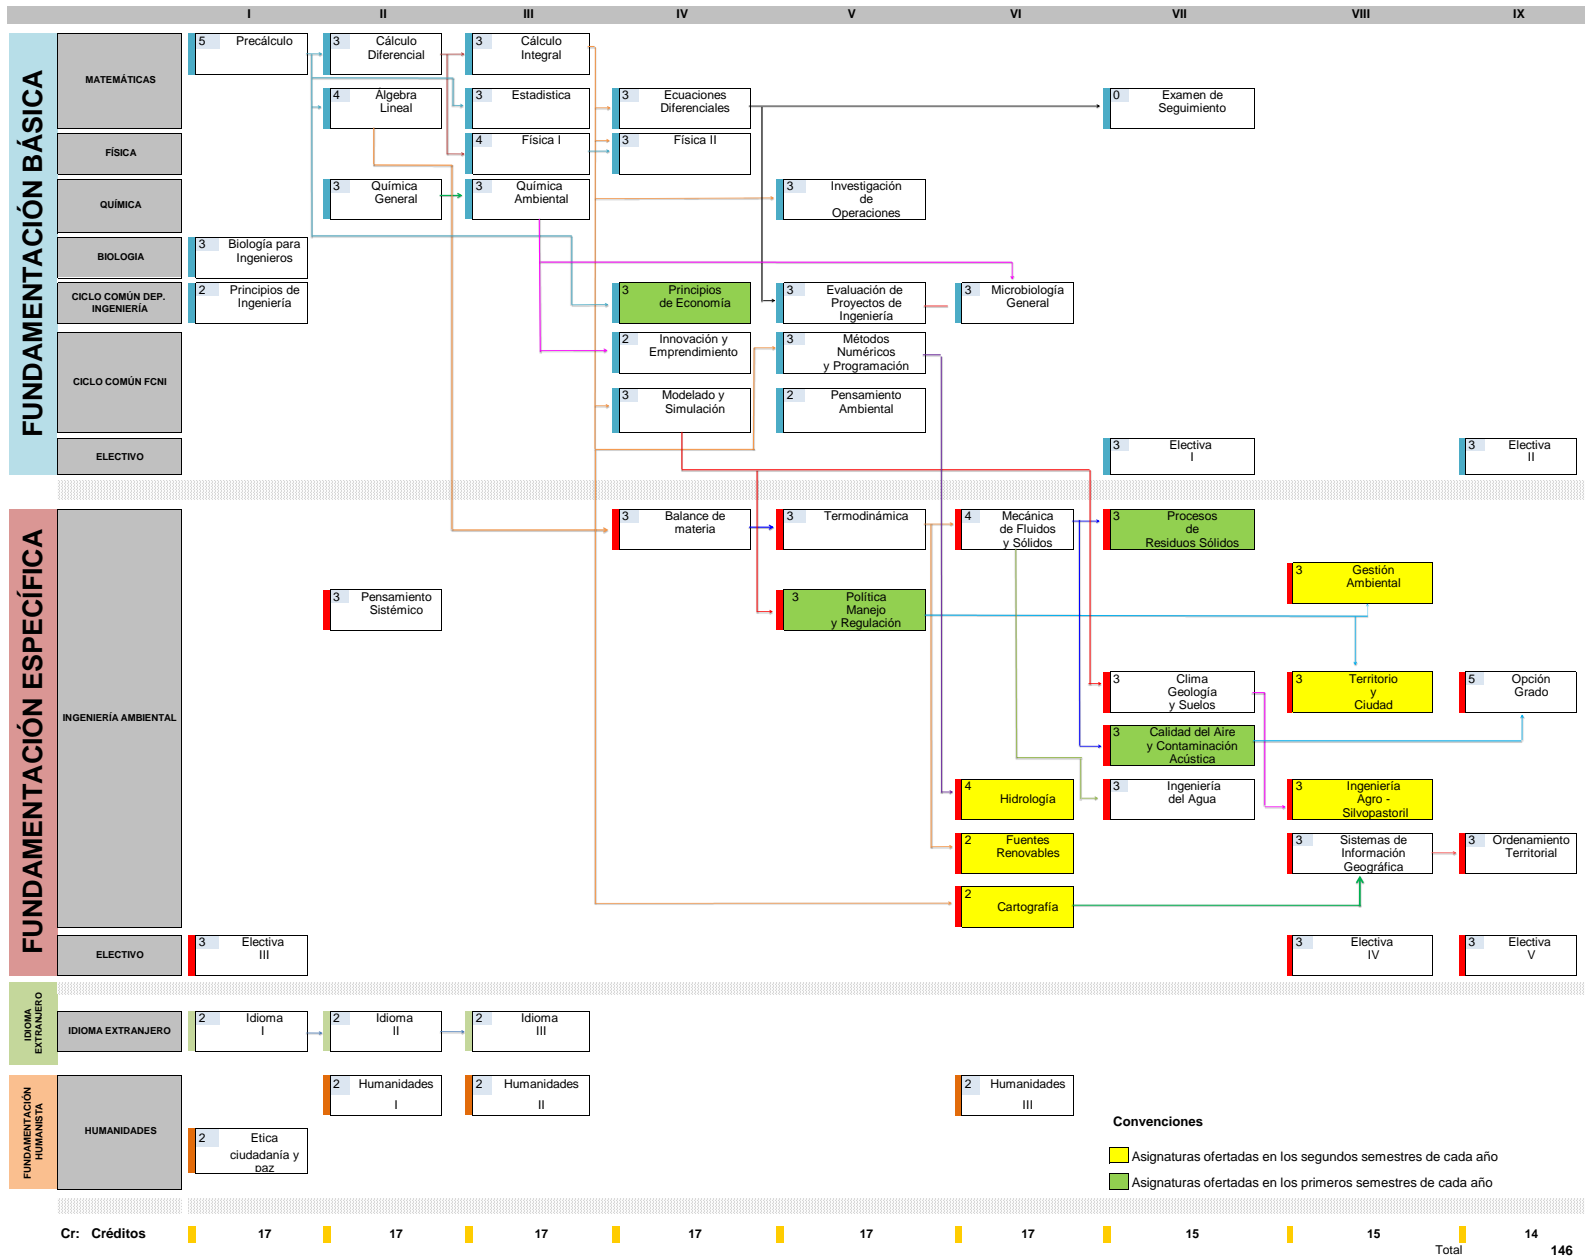 I II III IV V VI VII VIII IX
FUNDAMENTACIÓN BÁSICA
MATEMÁTICAS
5 Precálculo
3 Cálculo
Diferencial
3 Cálculo
Integral
4 Álgebra
Lineal
3 Estadistica
3 Ecuaciones
Diferenciales
0 Examen de
Seguimiento
FÍSICA
4 Física I
3 Física II
QUÍMICA
3 Química
General
3 Química
Ambiental
3 Investigación
de
Operaciones
BIOLOGIA
3 Biología para
Ingenieros
CICLO COMÚN DEP.
INGENIERÍA
2 Principios de
Ingeniería
3 Principios
de Economía
3 Evaluación de
Proyectos de
Ingeniería
3 Microbiología
General
CICLO COMÚN FCNI
2 Innovación y
Emprendimiento
3 Métodos
Numéricos
y Programación
3 Modelado y
Simulación
2 Pensamiento
Ambiental
ELECTIVO
3 Electiva
I
3 Electiva
II
FUNDAMENTACIÓN ESPECÍFICA
INGENIERÍA AMBIENTAL
3 Balance de
materia
3 Termodinámica
4 Mecánica
de Fluidos
y Sólidos
3 Procesos
de
Residuos Sólidos
3 Gestión
Ambiental
3 Pensamiento
Sistémico
3 Política
Manejo
y Regulación
3 Clima
Geología
y Suelos
3 Territorio
y
Ciudad
5 Opción
Grado
3 Calidad del Aire
y Contaminación
Acústica
4
Hidrología
3 Ingeniería
del Agua
3 Ingeniería
Agro -
Silvopastoril
2 Fuentes
Renovables
3 Sistemas de
Información
Geográfica
3 Ordenamiento
Territorial
2
Cartografía
ELECTIVO
3 Electiva
III
3 Electiva
IV
3 Electiva
V
IDIOMA
EXTRANJERO
IDIOMA EXTRANJERO
2 Idioma
I
2 Idioma
II
2 Idioma
III
FUNDAMENTACIÓN
HUMANISTA
HUMANIDADES
2 Humanidades
I
2 Humanidades
II
2 Humanidades
III
2 Etica
ciudadanía y
paz
Convenciones
Asignaturas ofertadas en los segundos semestres de cada año
Asignaturas ofertadas en los primeros semestres de cada año
Cr: Créditos 17 17 17 17 17 17 15 15 14
Total 146